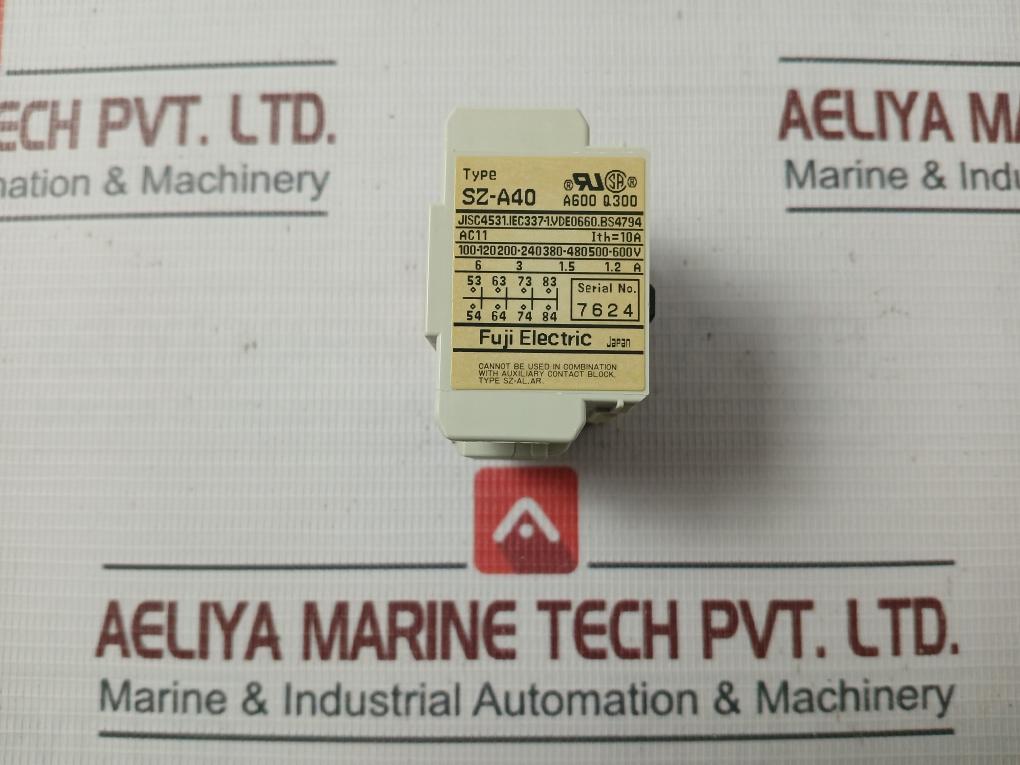 ECH PVT. LTD.
mation & Machinery
AELIYA MA
Marine & Indu
Type
SZ-A40
® RU SA ®
A600 Q300
JISC4531.IEC337-1.VDE0660.BS4794
AC11 Ith=10A
100-120 200-240 380-480 500-600V
6 3 1.5 1.2 A
53 63 73 83
54 64 74 84
Serial No.
7624
Fuji Electric Japan
CANNOT BE USED IN COMBINATION
WITH AUXILIARY CONTACT BLOCK,
TYPE SZ-AL,AR.
AELIYA MARINE TECH PVT. LTD.
Marine & Industrial Automation & Machinery